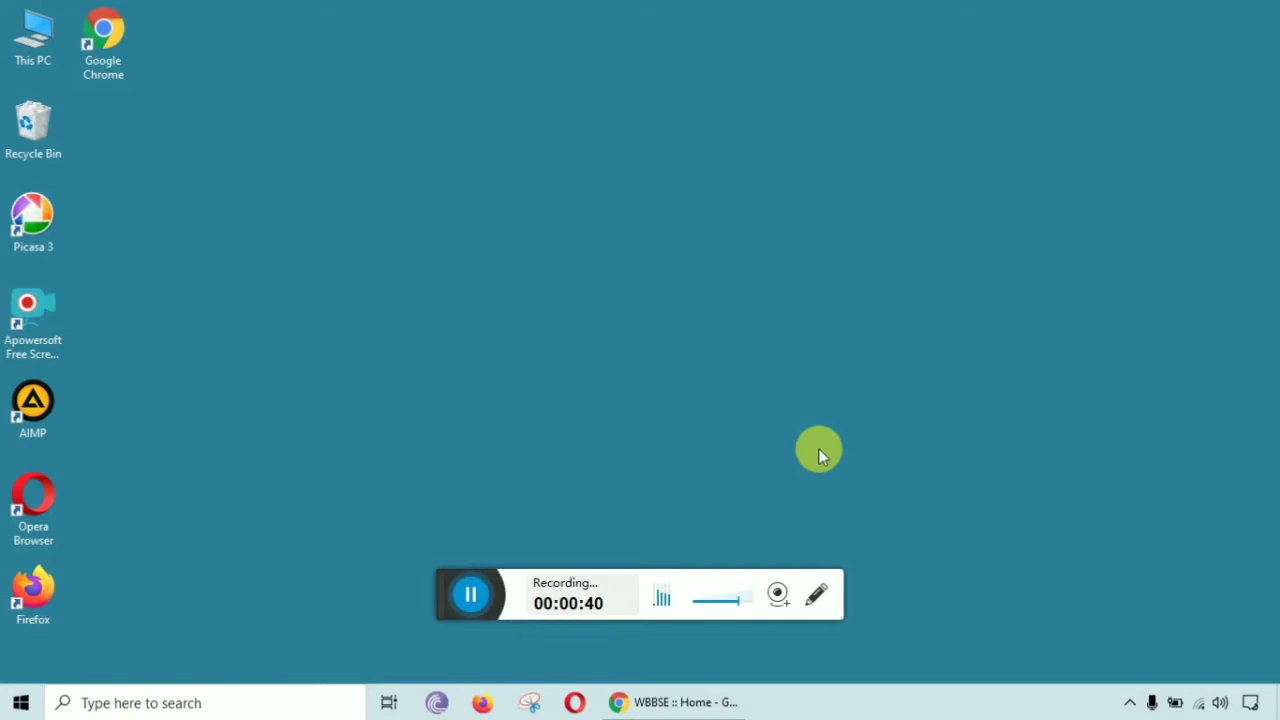 This PC
Google
Chrome
Recycle Bin
Picasa 3
Apowersoft
Free Scre...
AIMP
Opera
Browser
Firefox
Recording...
00:00:40
Type here to search
WBBSE :: Home - G...